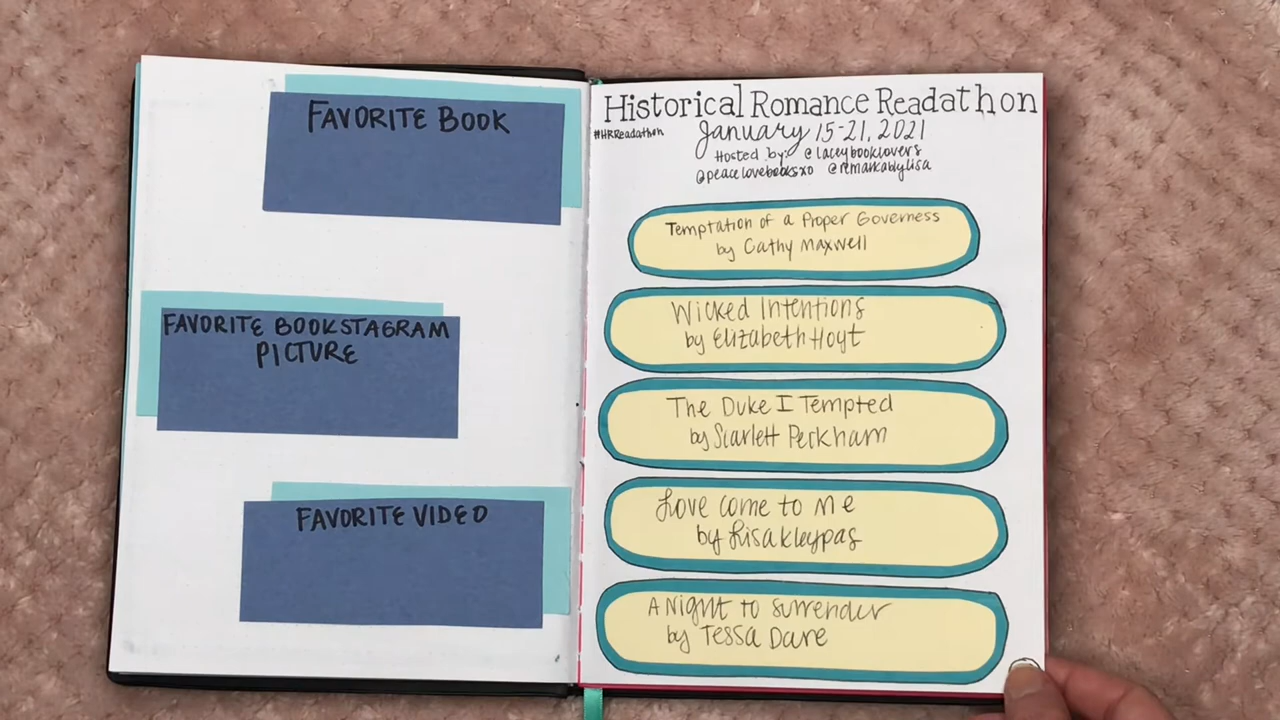 FAVORITE BOOK
FAVORITE BOOKSTAGRAM
PICTURE
FAVORITE VIDEO
Historical Romance Readathon
#HRReadathon
January 15-21, 2021
Hosted by: @laceybooklovers
@peacelovebooksxo @remarkablylisa
Temptation of a Proper Governess
by Cathy Maxwell
Wicked Intentions
by Elizabeth Hoyt
The Duke I Tempted
by Scarlett Peckham
Love come to me
by Lisa Kleypas
A Night to surrender
by Tessa Dare